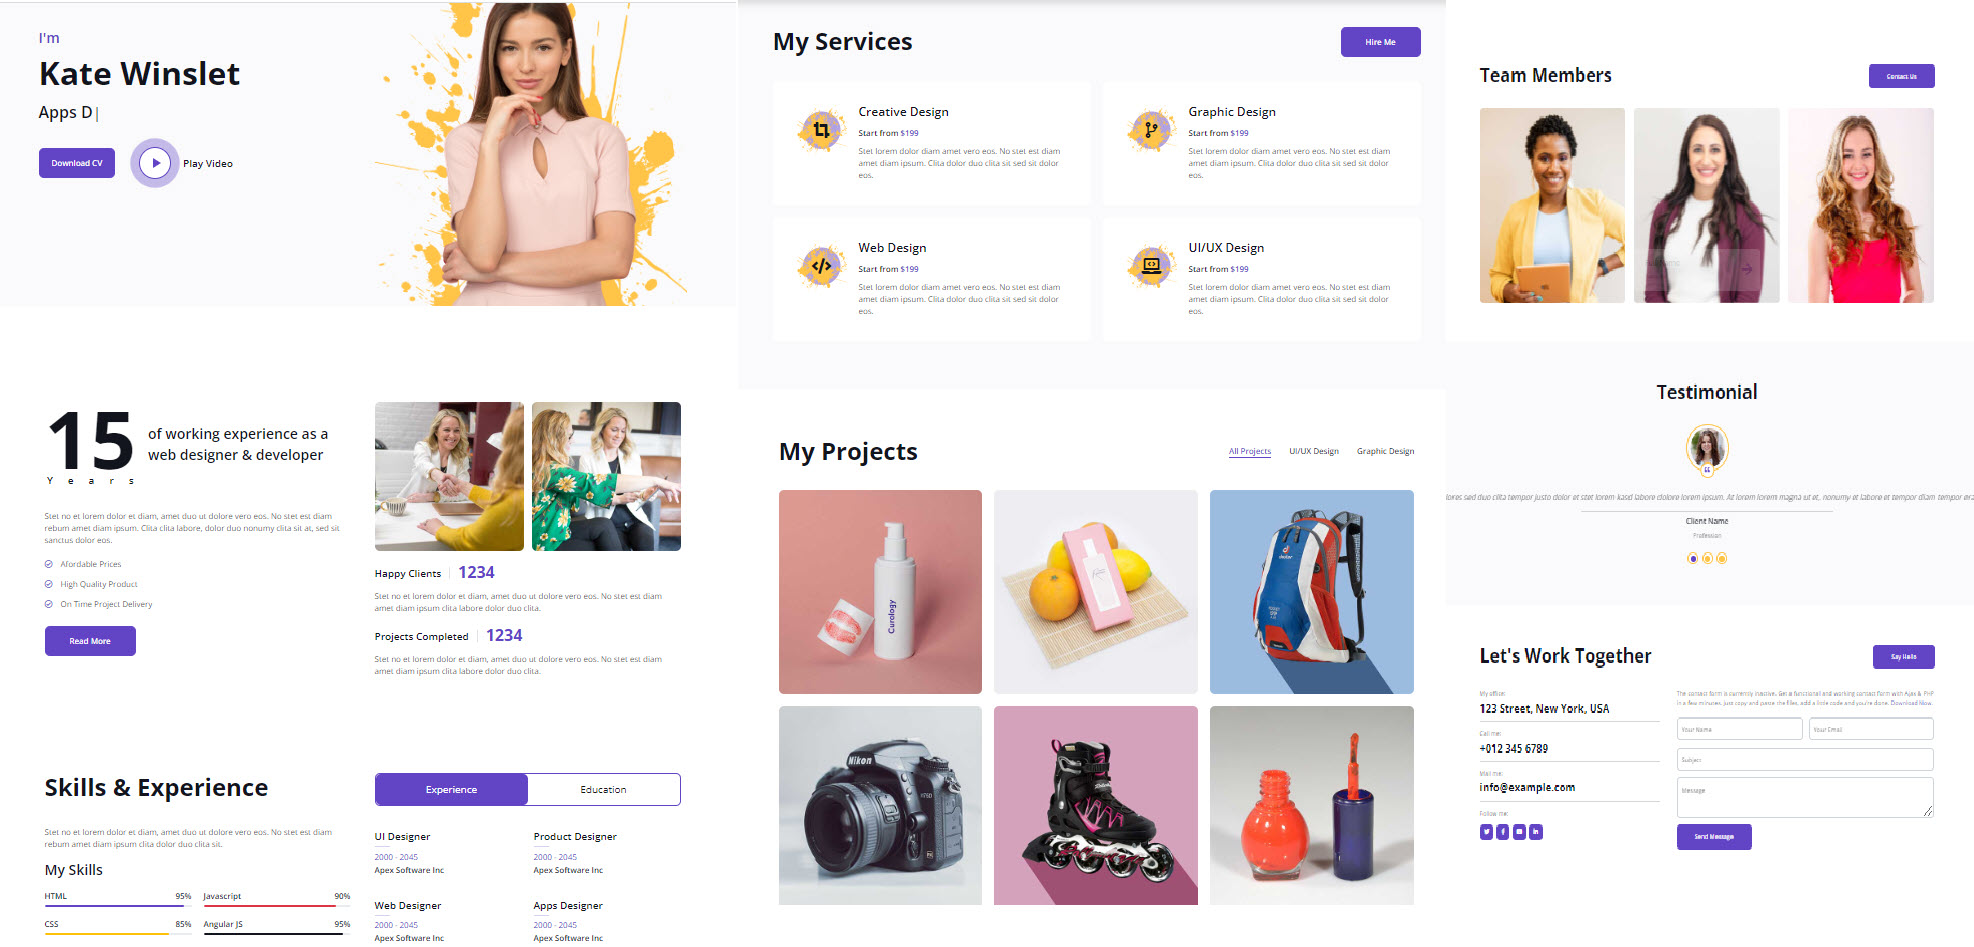 I'm
Kate Winslet
Apps D
Download CV
Play Video
15
Years
of working experience as a
web designer & developer
Stet no et lorem dolor et diam, amet duo ut dolore vero eos. No stet est diam
rebum amet diam ipsum. Clita clita labore, dolor duo nonumy clita sit at, sed sit
sanctus dolor eos.
Afordable Prices
High Quality Product
On Time Project Delivery
Read More
Happy Clients 1234
Stet no et lorem dolor et diam, amet duo ut dolore vero eos. No stet est diam
amet diam ipsum clita labore dolor duo clita.
Projects Completed 1234
Stet no et lorem dolor et diam, amet duo ut dolore vero eos. No stet est diam
amet diam ipsum clita labore dolor duo clita.
Skills & Experience
Stet no et lorem dolor et diam, amet duo ut dolore vero eos. No stet est diam
rebum amet diam ipsum clita dolor duo clita sit.
My Skills
HTML 95%
Javascript 90%
CSS 85%
Angular JS 95%
Experience
Education
UI Designer
2000 - 2045
Apex Software Inc
Product Designer
2000 - 2045
Apex Software Inc
Web Designer
2000 - 2045
Apex Software Inc
Apps Designer
2000 - 2045
Apex Software Inc
My Services
Hire Me
Creative Design
Start from $199
Stet lorem dolor diam amet vero eos. No stet est diam
amet diam ipsum. Clita dolor duo clita sit sed sit dolor
eos.
Graphic Design
Start from $199
Stet lorem dolor diam amet vero eos. No stet est diam
amet diam ipsum. Clita dolor duo clita sit sed sit dolor
eos.
Web Design
Start from $199
Stet lorem dolor diam amet vero eos. No stet est diam
amet diam ipsum. Clita dolor duo clita sit sed sit dolor
eos.
UI/UX Design
Start from $199
Stet lorem dolor diam amet vero eos. No stet est diam
amet diam ipsum. Clita dolor duo clita sit sed sit dolor
eos.
My Projects
All Projects
UI/UX Design
Graphic Design
Curology
deuter
Nikon
Team Members
Contact Us
Testimonial
lores sed duo clita tempor justo dolor et stet lorem kasd labore dolore lorem ipsum. At lorem lorem magna ut et, nonumy et labore et tempor diam tempor era
Client Name
Profession
Let's Work Together
Say Hello
My office:
123 Street, New York, USA
Call me:
+012 345 6789
Mail me:
info@example.com
Follow me:
The contact form is currently inactive. Get a functional and working contact form with Ajax & PHP
in a few minutes. Just copy and paste the files, add a little code and you're done. Download Now.
Your Name
Your Email
Subject
Message
Send Message